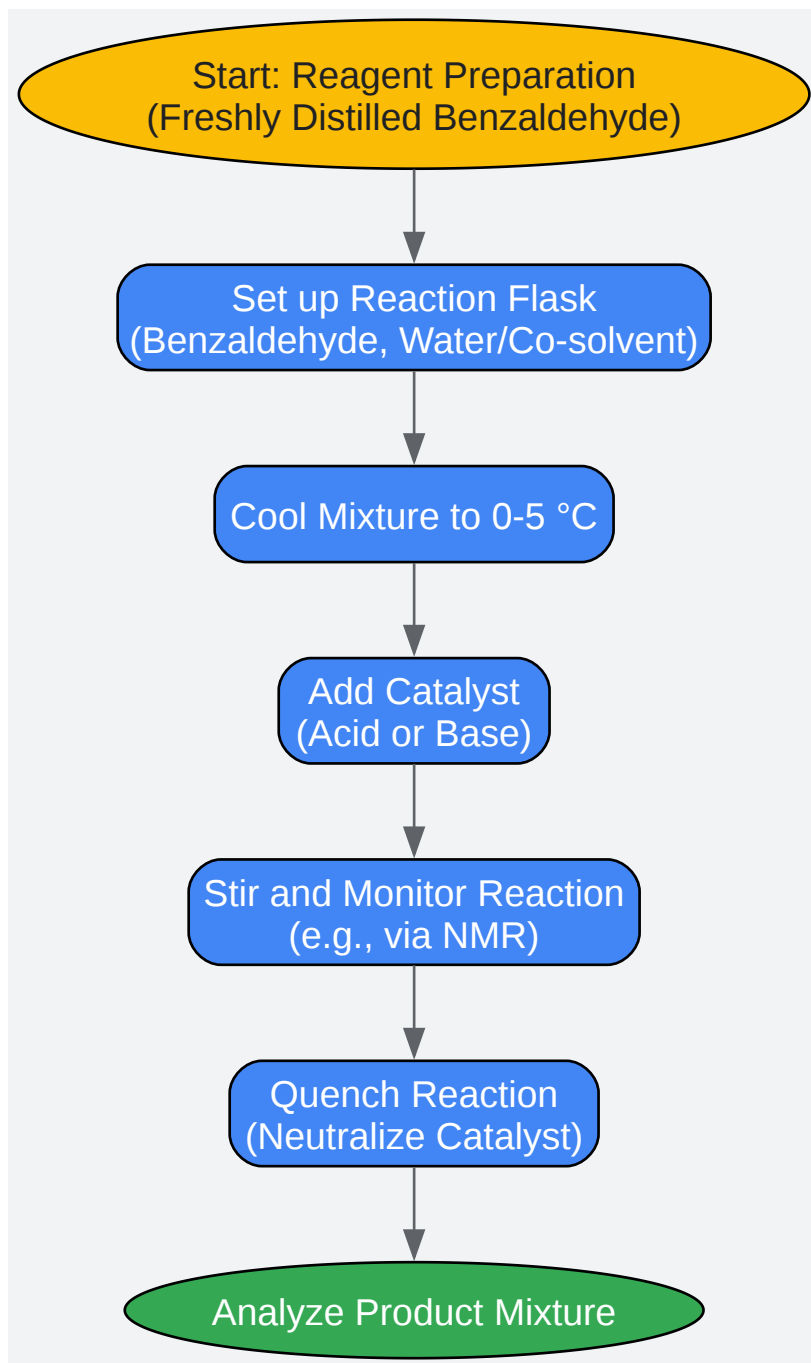 Start: Reagent Preparation
(Freshly Distilled Benzaldehyde)
Set up Reaction Flask
(Benzaldehyde, Water/Co-solvent)
Cool Mixture to 0-5 °C
Add Catalyst
(Acid or Base)
Stir and Monitor Reaction
(e.g., via NMR)
Quench Reaction
(Neutralize Catalyst)
Analyze Product Mixture